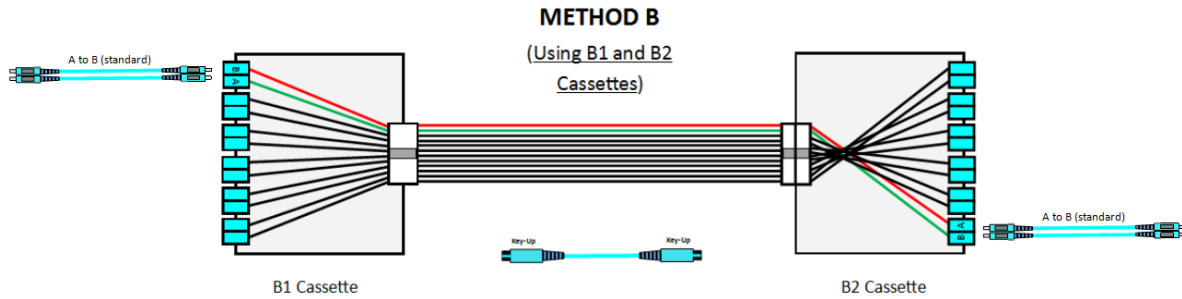 METHOD B
(Using B1 and B2
Cassettes)
A to B (standard)
B
A
A
B
A to B (standard)
Key-Up
Key-Up
B1 Cassette
B2 Cassette